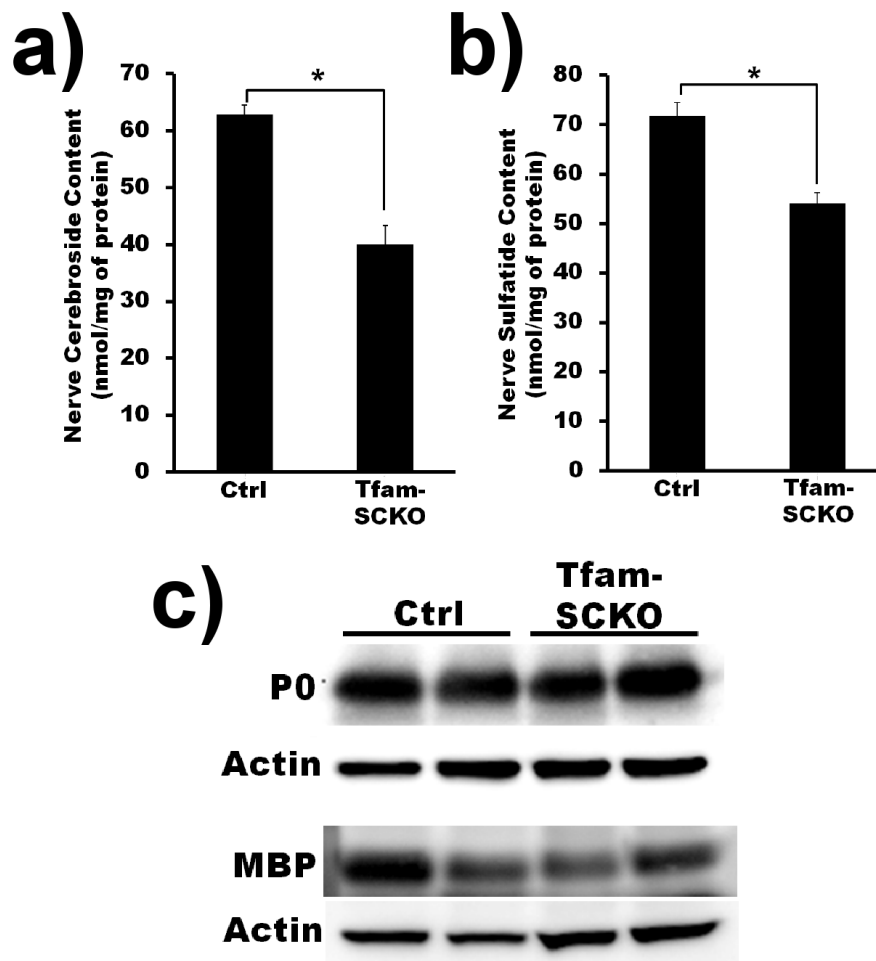 a)
Nerve Cerebroside Content
(nmol/mg of protein)
70
60
50
40
30
20
10
0
*
Ctrl
Tfam-
SCKO
b)
Nerve Sulfatide Content
(nmol/mg of protein)
80
70
60
50
40
30
20
10
0
*
Ctrl
Tfam-
SCKO
c)
Ctrl
Tfam-
SCKO
P0
Actin
MBP
Actin